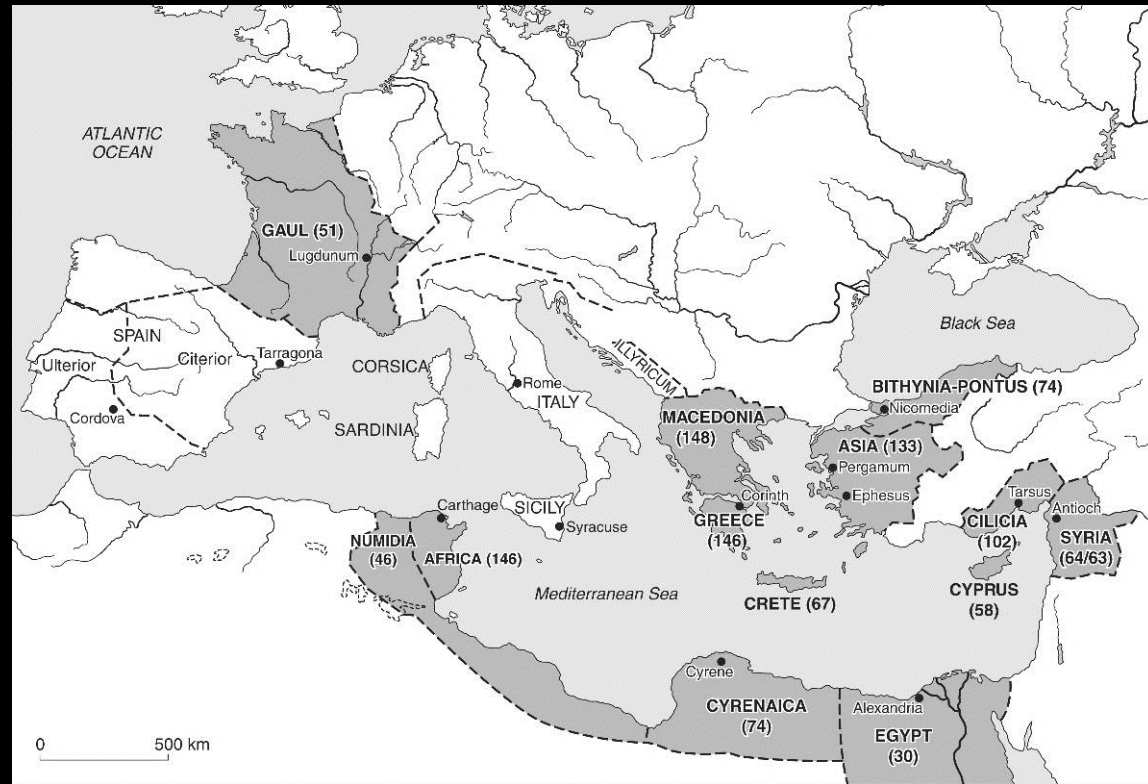 ATLANTIC
OCEAN
GAUL (51)
Lugdunum
SPAIN
Ulterior
Citerior
Tarragona
Cordova
CORSICA
SARDINIA
Rome
ITALY
ILLYRICUM
Black Sea
BITHYNIA-PONTUS (74)
Nicomedia
MACEDONIA
(148)
ASIA (133)
Pergamum
Ephesus
Corinth
GREECE
(146)
Tarsus
CILICIA
(102)
Antioch
SYRIA
(64/63)
CYPRUS
(58)
Carthage
SICILY
Syracuse
NUMIDIA
(46)
AFRICA (146)
Mediterranean Sea
CRETE (67)
Cyrene
CYRENAICA
(74)
Alexandria
EGYPT
(30)
0 500 km